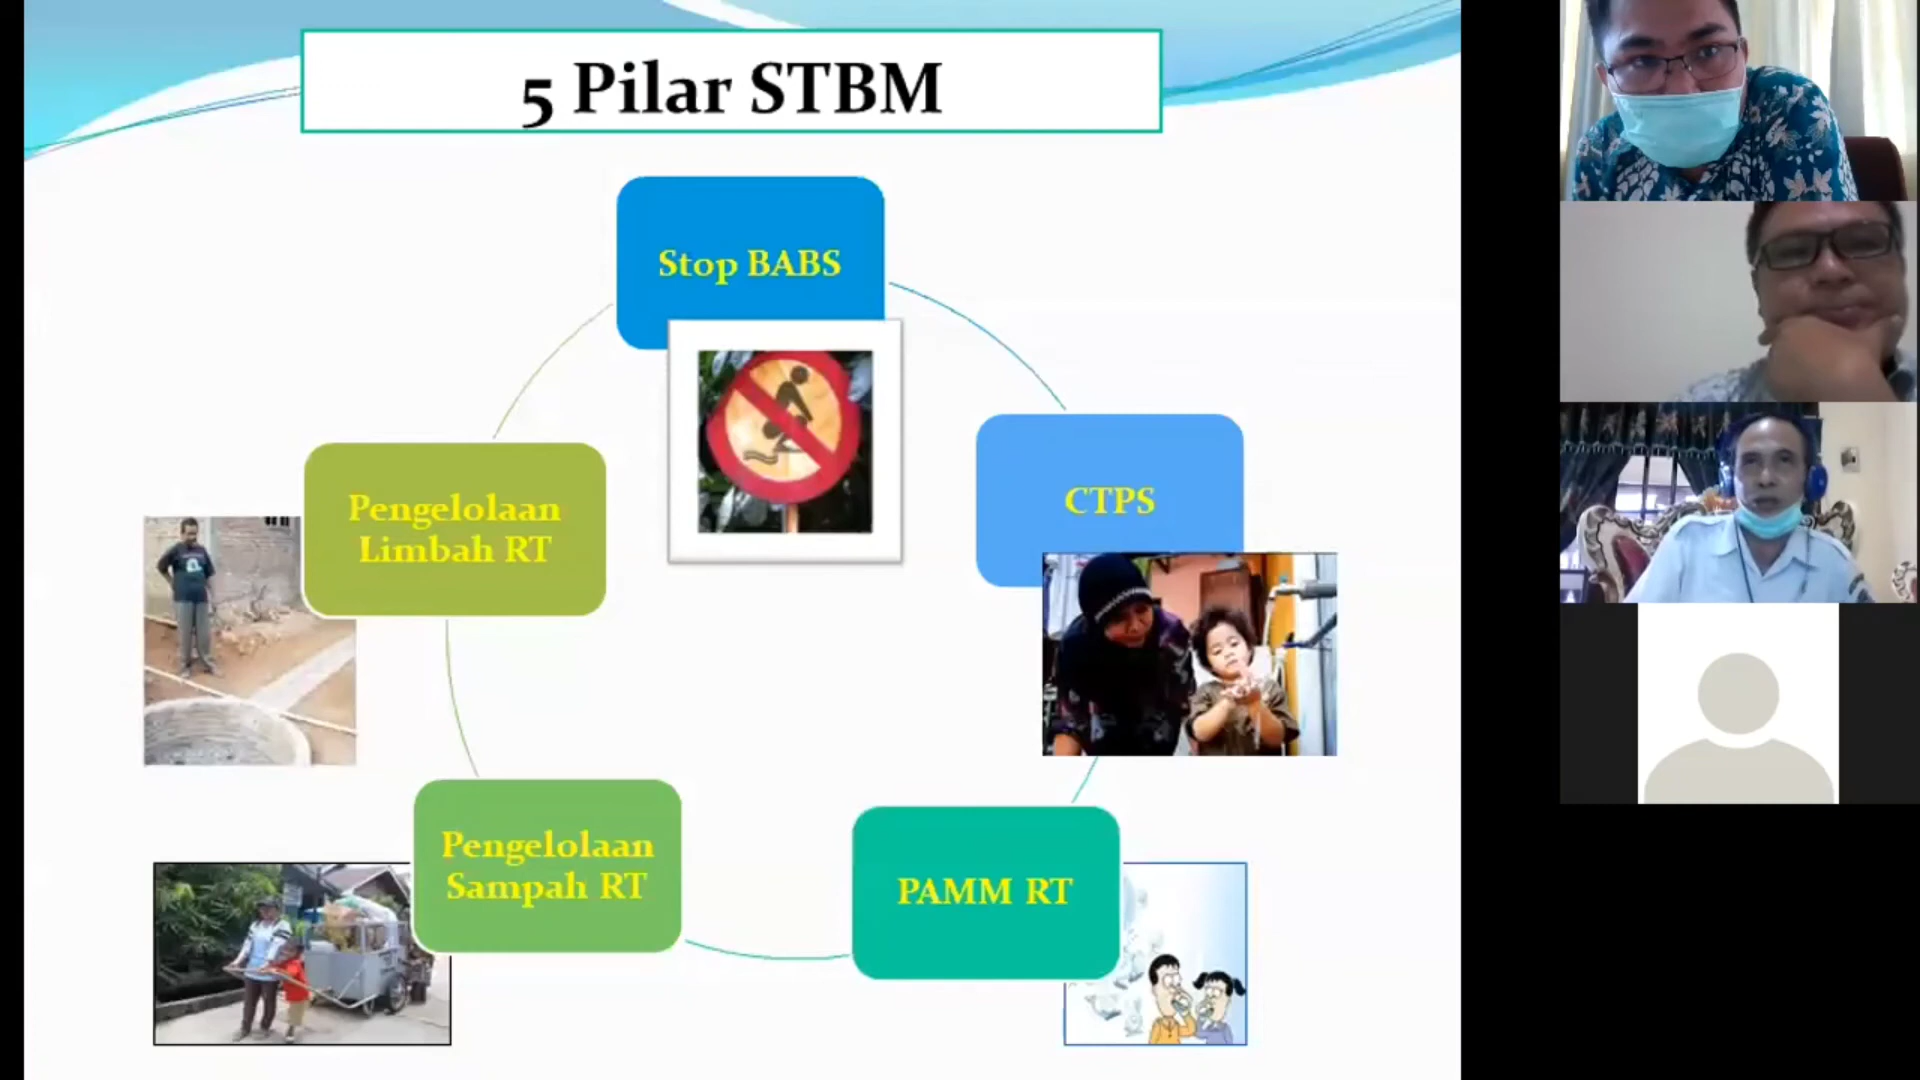 5 Pilar STBM
Stop BABS
CTPS
PAMM RT
Pengelolaan
Sampah RT
Pengelolaan
Limbah RT